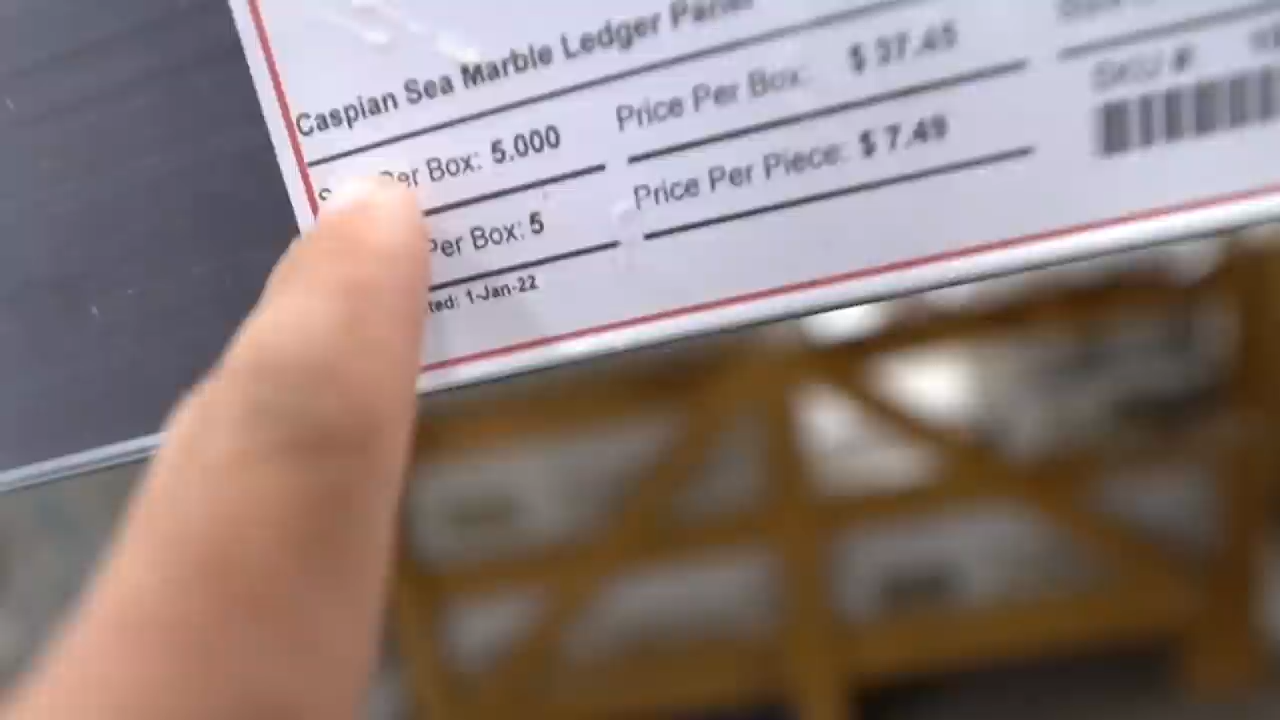 Caspian Sea Marble Ledger Panel
Per Box: 5.000
Price Per Box: $ 37.45
Per Box: 5
Price Per Piece: $ 7.49
ted: 1-Jan-22
SKU #